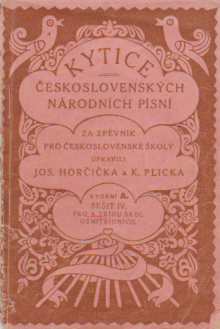 KYTICE
ČESKOSLOVENSKÝCH
NÁRODNÍCH PÍSNÍ
ZA ZPĚVNÍK
PRO ČESKOSLOVENSKÉ ŠKOLY
UPRAVILI
JOS. HORČIČKA A K. PLICKA
VYDÁNÍ A.
SEŠIT IV.
PRO 5. TŘÍDU ŠKOL
OSMITŘÍDNÍCH.